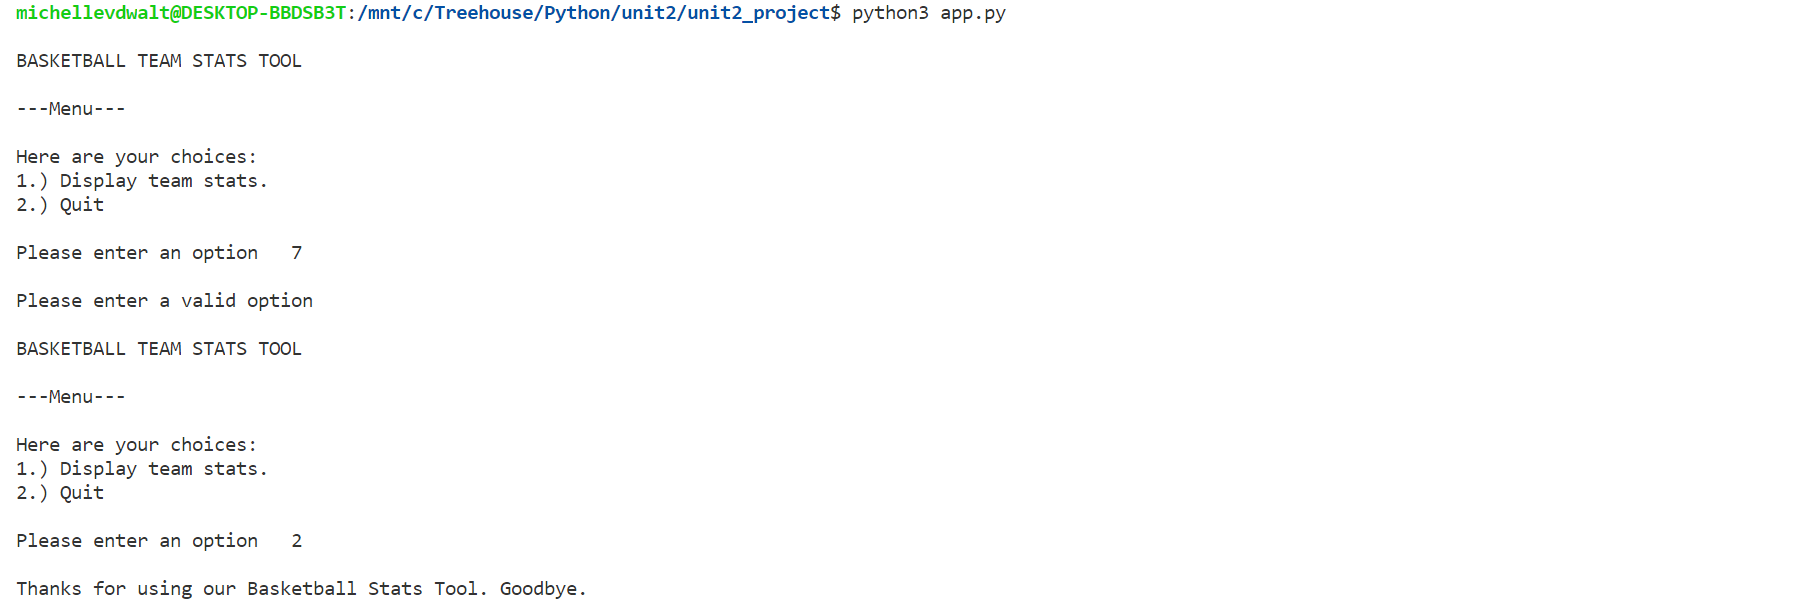 michellevdwalt@DESKTOP-BBDSB3T:/mnt/c/Treehouse/Python/unit2/unit2_project$ python3 app.py
BASKETBALL TEAM STATS TOOL
---Menu---
Here are your choices:
1.) Display team stats.
2.) Quit
Please enter an option   7
Please enter a valid option
BASKETBALL TEAM STATS TOOL
---Menu---
Here are your choices:
1.) Display team stats.
2.) Quit
Please enter an option   2
Thanks for using our Basketball Stats Tool. Goodbye.